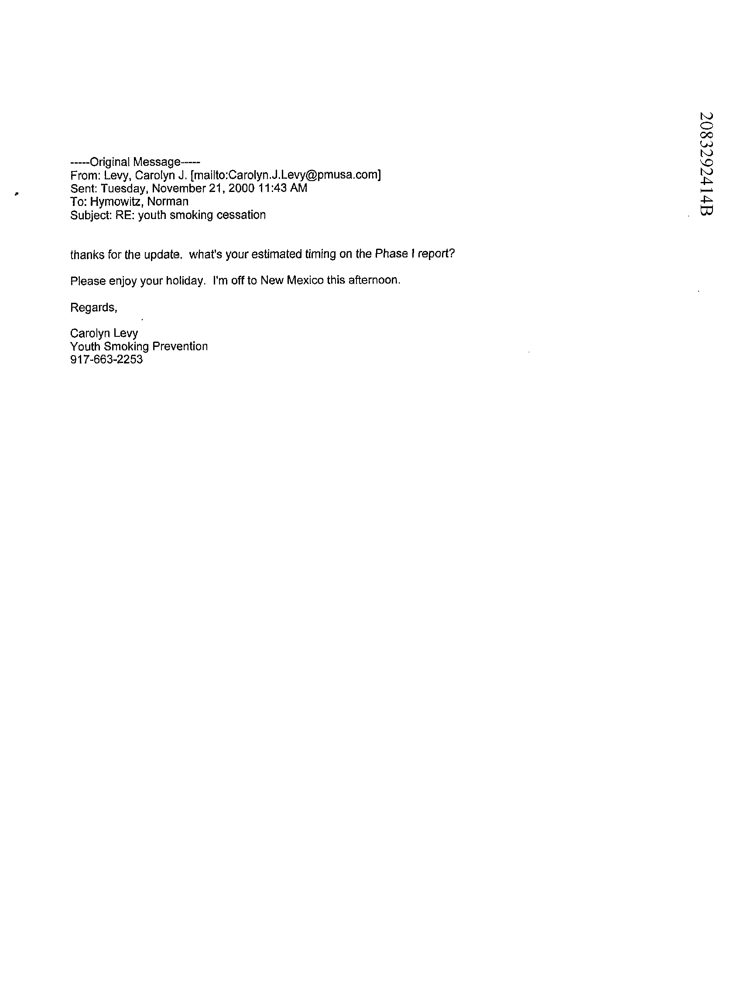 -----Original Message-----
From: Levy, Carolyn J. [mailto:Carolyn.J.Levy@pmusa.com]
Sent: Tuesday, November 21, 2000 11:43 AM
To: Hymowitz, Norman
Subject: RE: youth smoking cessation
thanks for the update. what's your estimated timing on the Phase I report?
Please enjoy your holiday. I'm off to New Mexico this afternoon.
Regards,
Carolyn Levy
Youth Smoking Prevention
917-663-2253
2083292414B